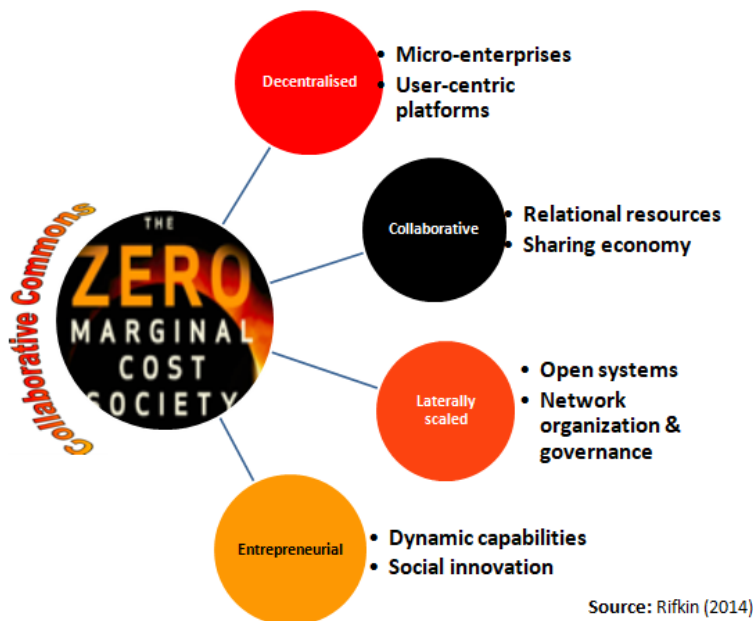 Decentralised
• Micro-enterprises
• User-centric
platforms
Collaborative Commons
THE
ZERO
MARGINAL
COST
SOCIETY
Collaborative
• Relational resources
• Sharing economy
Laterally
scaled
• Open systems
• Network
organization &
governance
Entrepreneurial
• Dynamic capabilities
• Social innovation
Source: Rifkin (2014)